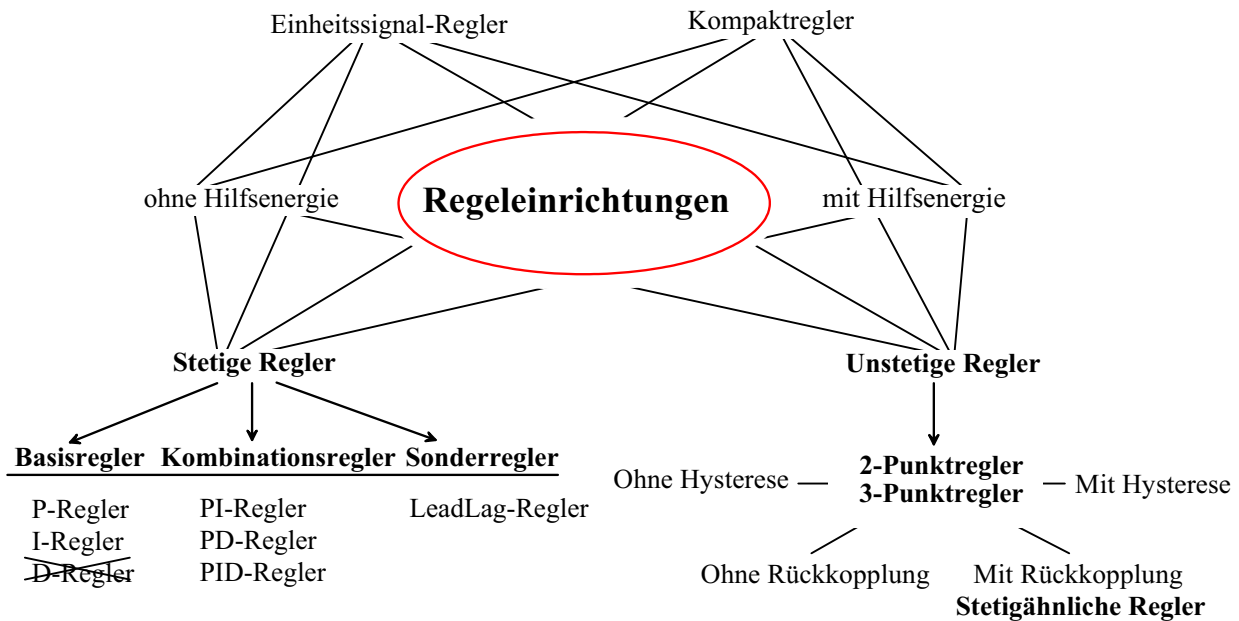 Einheitssignal-Regler
Kompaktregler
ohne Hilfsenergie
Regeleinrichtungen
mit Hilfsenergie
Stetige Regler
Unstetige Regler
Basisregler
Kombinationsregler
Sonderregler
P-Regler
PI-Regler
LeadLag-Regler
I-Regler
PD-Regler
D-Regler
PID-Regler
Ohne Hysterese
2-Punktregler
3-Punktregler
Mit Hysterese
Ohne Rückkopplung
Mit Rückkopplung
Stetigähnliche Regler